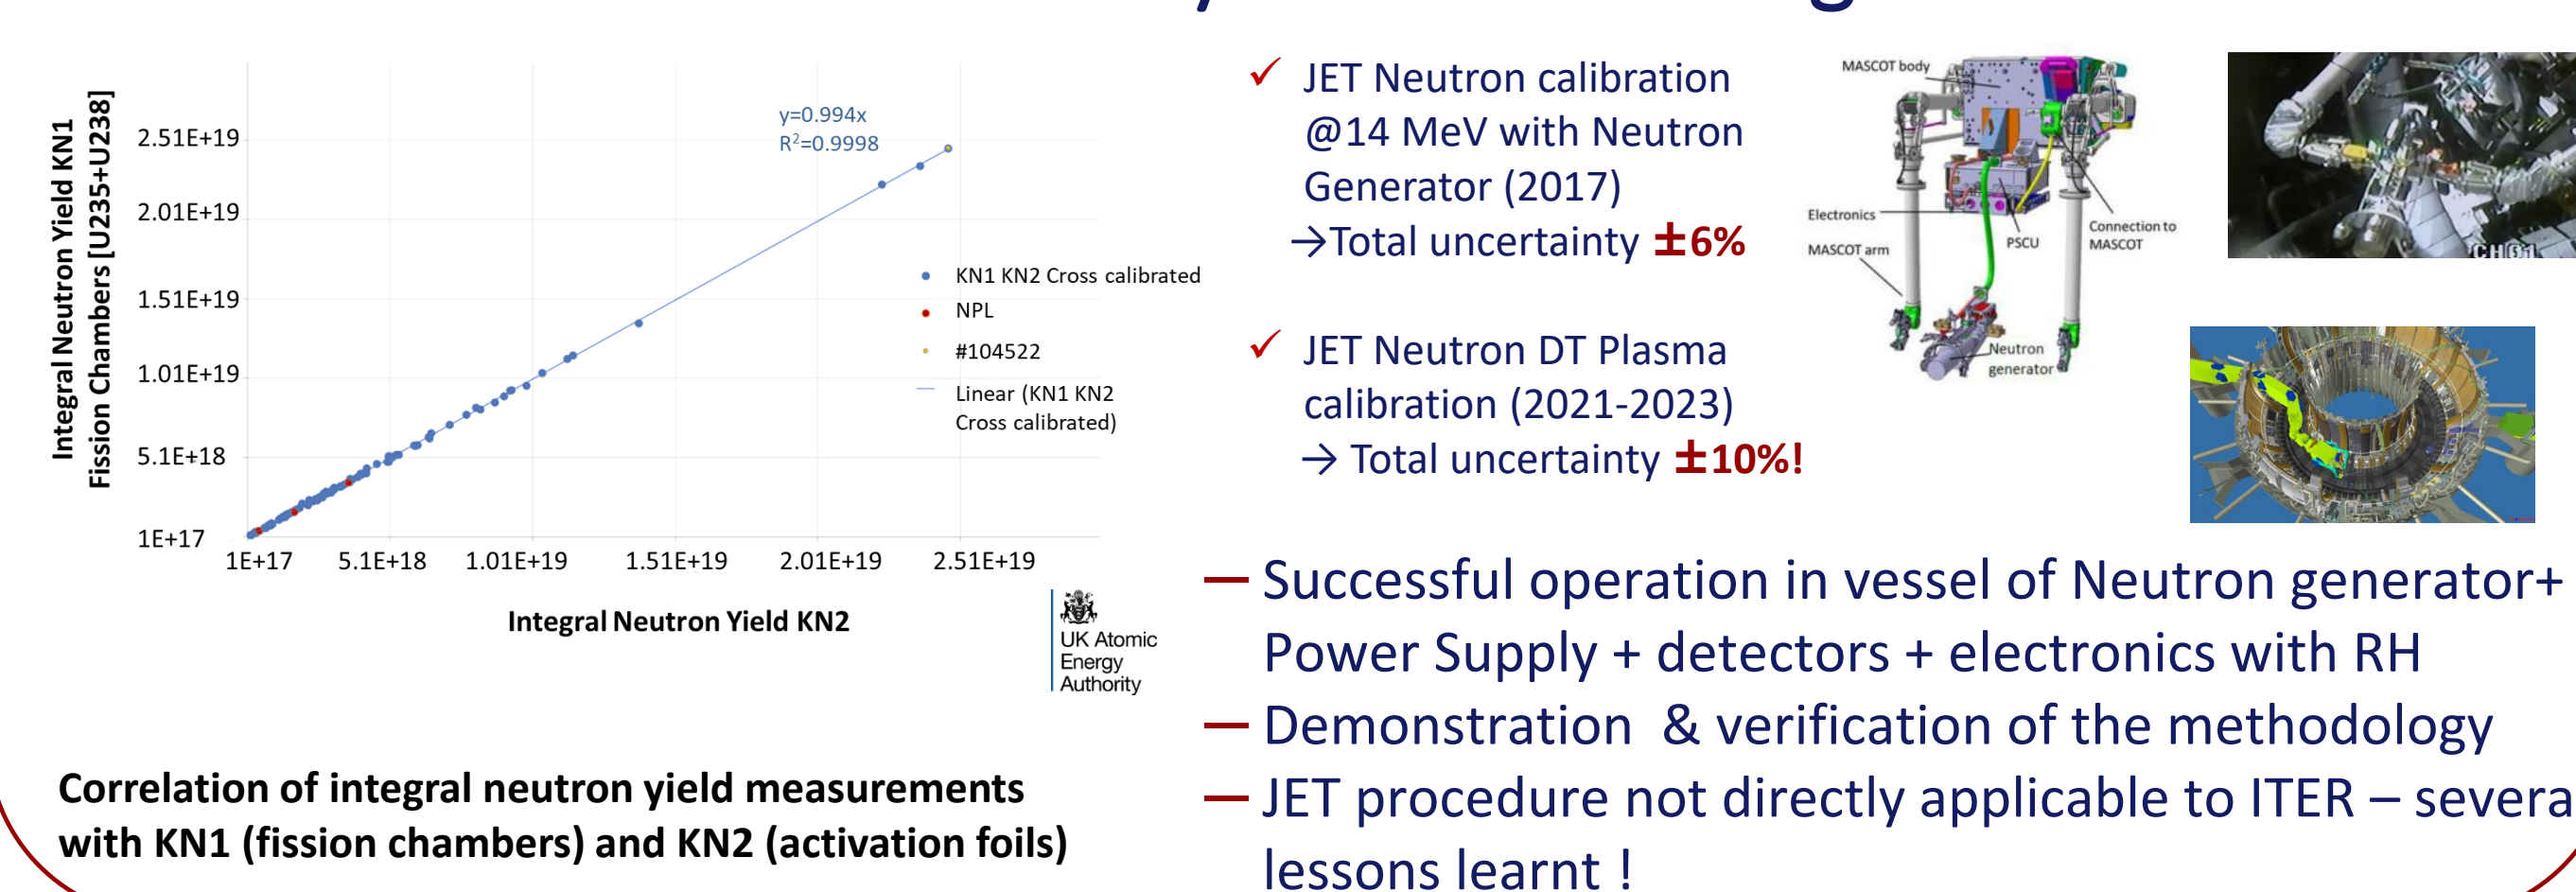 2.51E+19
2.01E+19
1.51E+19
1.01E+19
5.1E+18
1E+17
Integral Neutron Yield KN1
Fission Chambers [U235+U238]
y=0.994x
R²=0.9998
KN1 KN2 Cross calibrated
NPL
#104522
Linear (KN1 KN2
Cross calibrated)
1E+17 5.1E+18 1.01E+19 1.51E+19 2.01E+19 2.51E+19
Integral Neutron Yield KN2
UK Atomic
Energy
Authority
Correlation of integral neutron yield measurements
with KN1 (fission chambers) and KN2 (activation foils)
✓ JET Neutron calibration
@14 MeV with Neutron
Generator (2017)
→Total uncertainty ±6%
✓ JET Neutron DT Plasma
calibration (2021-2023)
→ Total uncertainty ±10%!
MASCOT body
Electronics
MASCOT arm
PSCU
Connection to
MASCOT
Neutron
generator
CH01
— Successful operation in vessel of Neutron generator+
Power Supply + detectors + electronics with RH
— Demonstration & verification of the methodology
— JET procedure not directly applicable to ITER – severa
lessons learnt !